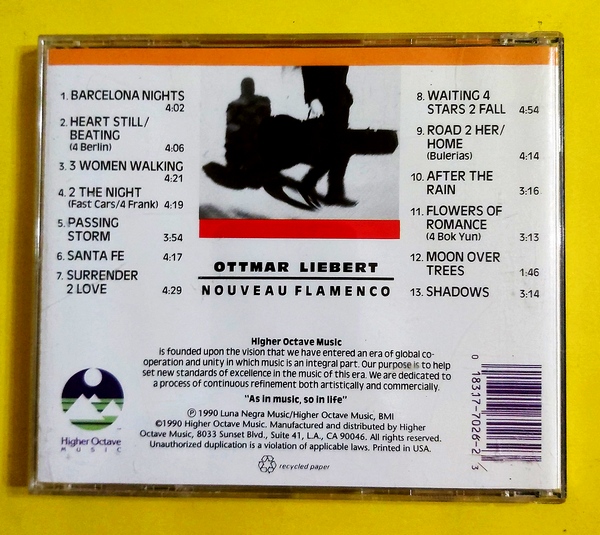 1. BARCELONA NIGHTS
4:02
2. HEART STILL/
BEATING
(4 Berlin) 4:06
3. 3 WOMEN WALKING
4:21
4. 2 THE NIGHT
(Fast Cars/4 Frank) 4:19
5. PASSING
STORM 3:54
6. SANTA FE 4:17
7. SURRENDER
2 LOVE 4:29
8. WAITING 4
STARS 2 FALL 4:54
9. ROAD 2 HER/
HOME
(Bulerias) 4:14
10. AFTER THE
RAIN 3:16
11. FLOWERS OF
ROMANCE
(4 Bok Yun) 3:13
12. MOON OVER
TREES 1:46
13. SHADOWS 3:14
OTTMAR LIEBERT
NOUVEAU FLAMENCO
Higher Octave Music
is founded upon the vision that we have entered an era of global co-
operation and unity in which music is an integral part. Our purpose is to help
set new standards of excellence in the music of this era. We are dedicated to
a process of continuous refinement both artistically and commercially.
"As in music, so in life"
℗ 1990 Luna Negra Music/Higher Octave Music, BMI
©1990 Higher Octave Music. Manufactured and distributed by Higher
Octave Music, 8033 Sunset Blvd., Suite 41, L.A., CA 90046. All rights reserved.
Unauthorized duplication is a violation of applicable laws. Printed in USA.
recycled paper
Higher Octave
MUSIC
0 18317-7026-2 3